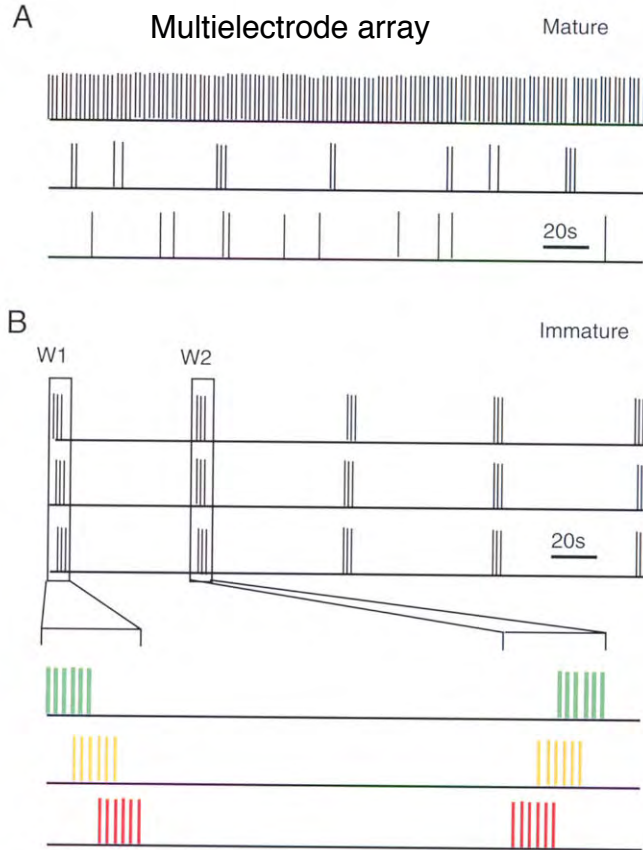 A
Multielectrode array
Mature
20s
B
Immature
W1 W2
20s